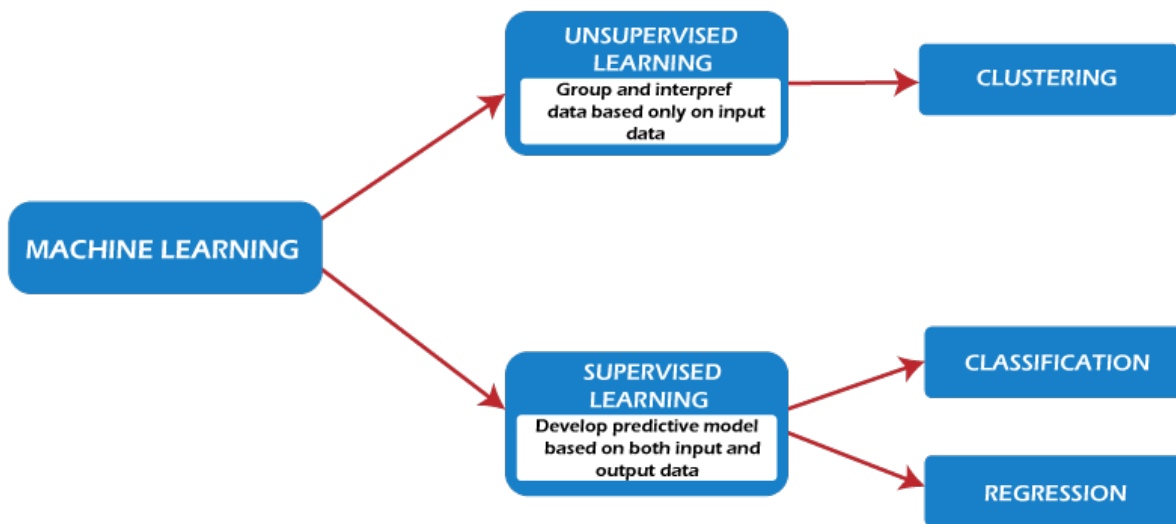 MACHINE LEARNING
UNSUPERVISED
LEARNING
Group and interpref
data based only on input
data
CLUSTERING
SUPERVISED
LEARNING
Develop predictive model
based on both input and
output data
CLASSIFICATION
REGRESSION